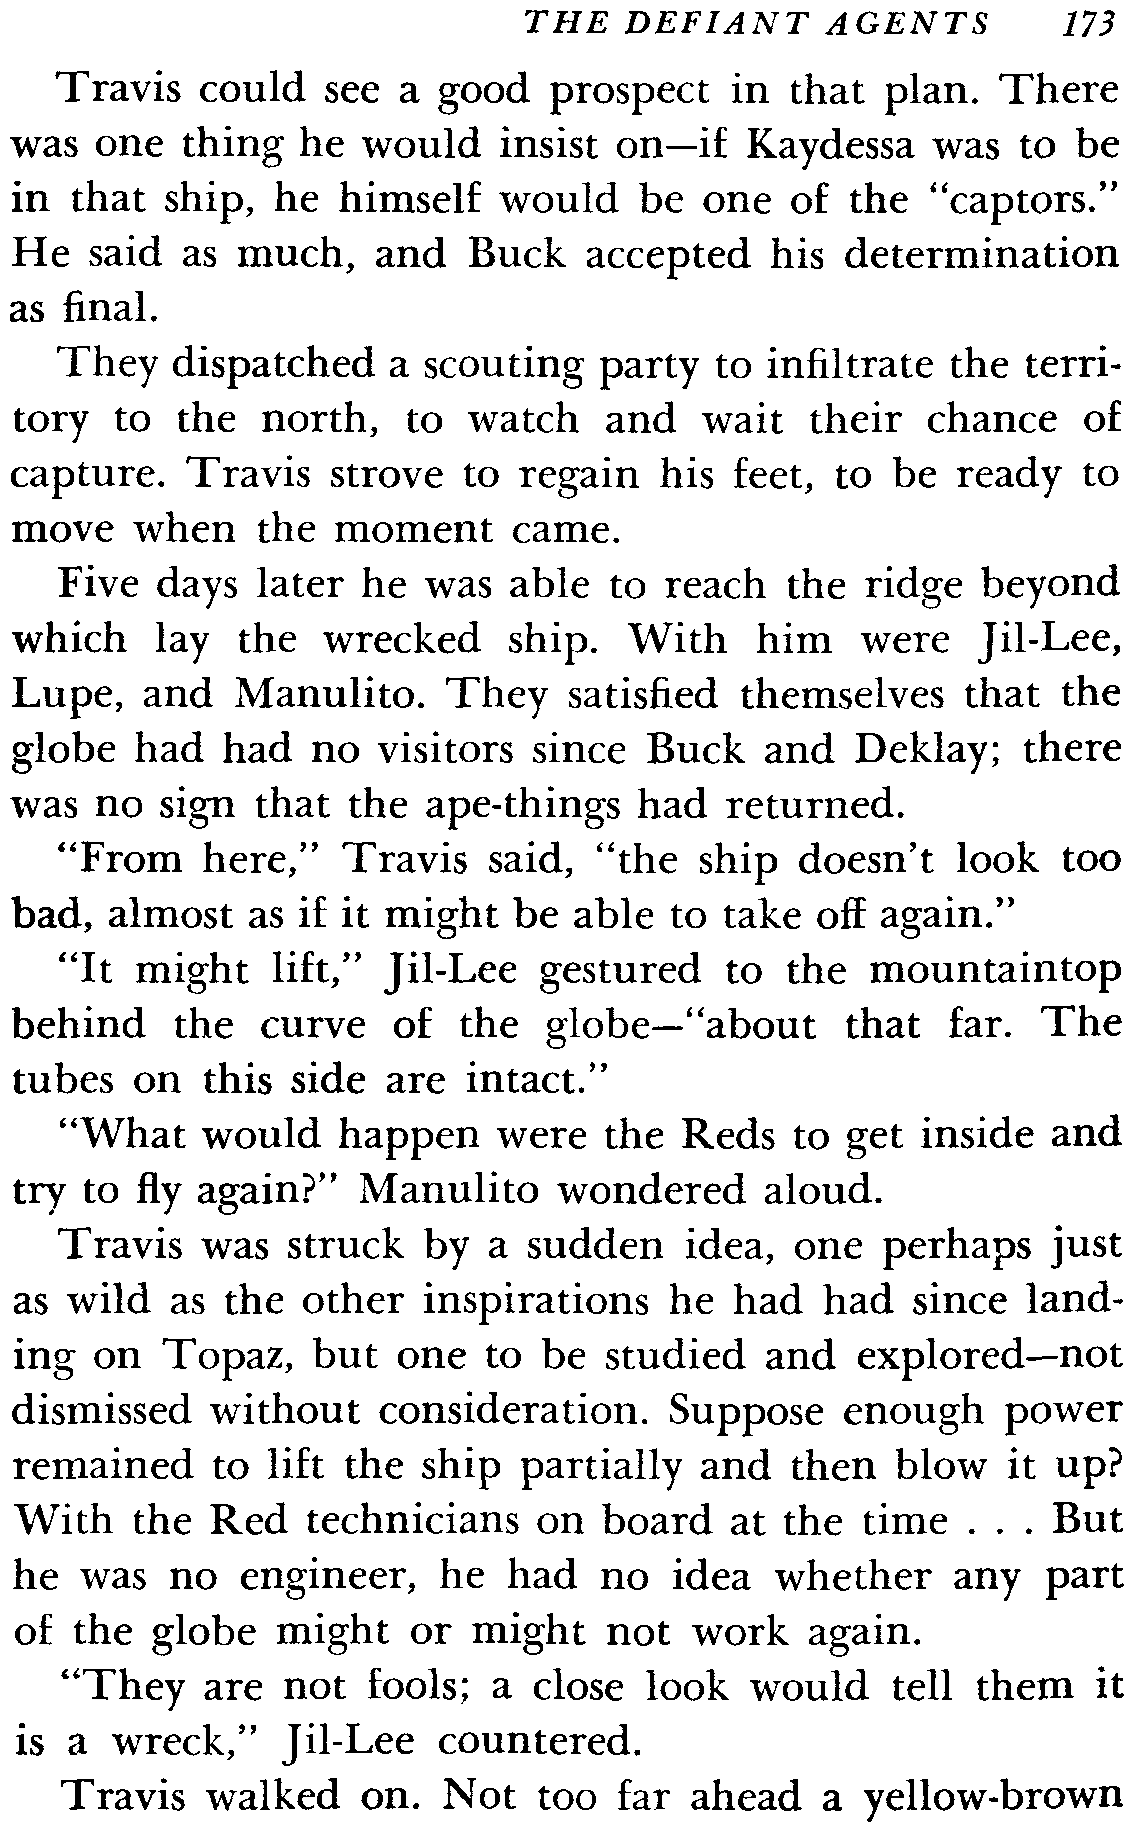 THE DEFIANT AGENTS 173
Travis could see a good prospect in that plan. There
was one thing he would insist on—if Kaydessa was to be
in that ship, he himself would be one of the “captors.”
He said as much, and Buck accepted his determination
as final.
They dispatched a scouting party to infiltrate the terri-
tory to the north, to watch and wait their chance of
capture. Travis strove to regain his feet, to be ready to
move when the moment came.
Five days later he was able to reach the ridge beyond
which lay the wrecked ship. With him were Jil-Lee,
Lupe, and Manulito. They satisfied themselves that the
globe had had no visitors since Buck and Deklay; there
was no sign that the ape-things had returned.
“From here,” Travis said, “the ship doesn’t look too
bad, almost as if it might be able to take off again.”
“It might lift,” Jil-Lee gestured to the mountaintop
behind the curve of the globe—“about that far. The
tubes on this side are intact.”
“What would happen were the Reds to get inside and
try to fly again?” Manulito wondered aloud.
Travis was struck by a sudden idea, one perhaps just
as wild as the other inspirations he had had since land-
ing on Topaz, but one to be studied and explored—not
dismissed without consideration. Suppose enough power
remained to lift the ship partially and then blow it up?
With the Red technicians on board at the time . . . But
he was no engineer, he had no idea whether any part
of the globe might or might not work again.
“They are not fools; a close look would tell them it
is a wreck,” Jil-Lee countered.
Travis walked on. Not too far ahead a yellow-brown